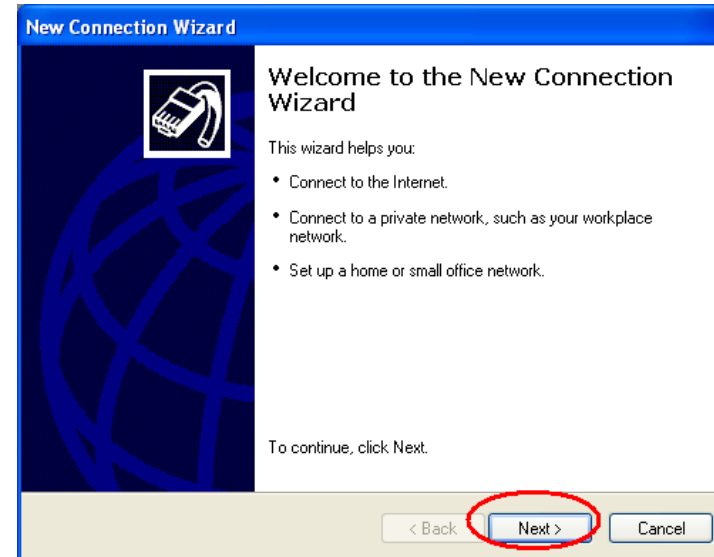 New Connection Wizard
Welcome to the New Connection
Wizard
This wizard helps you:
• Connect to the Internet.
• Connect to a private network, such as your workplace
network.
• Set up a home or small office network.
To continue, click Next.
< Back Next > Cancel